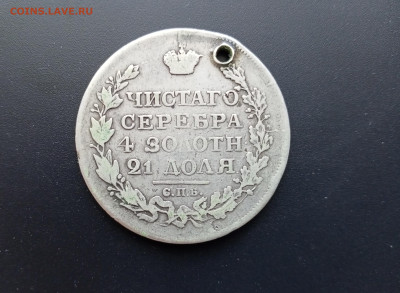 COINS.LAVE.RU
ЧИСТАГО
СЕРЕБРА
4 ЗОЛОТН.
21 ДОЛЯ
С.П.Б.